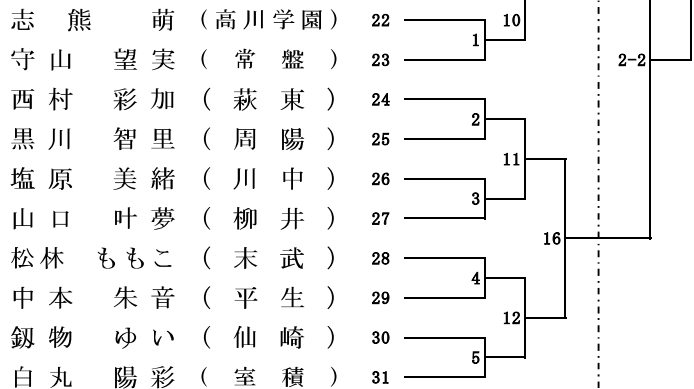 志熊 萌 (高川学園) 22
10
1
守山 望実 (常盤) 23
2-2
西村 彩加 (萩東) 24
2
黒川 智里 (周陽) 25
11
塩原 美緒 (川中) 26
3
山口 叶夢 (柳井) 27
16
松林 ももこ (末武) 28
4
中本 朱音 (平生) 29
12
釼物 ゆい (仙崎) 30
5
白丸 陽彩 (室積) 31